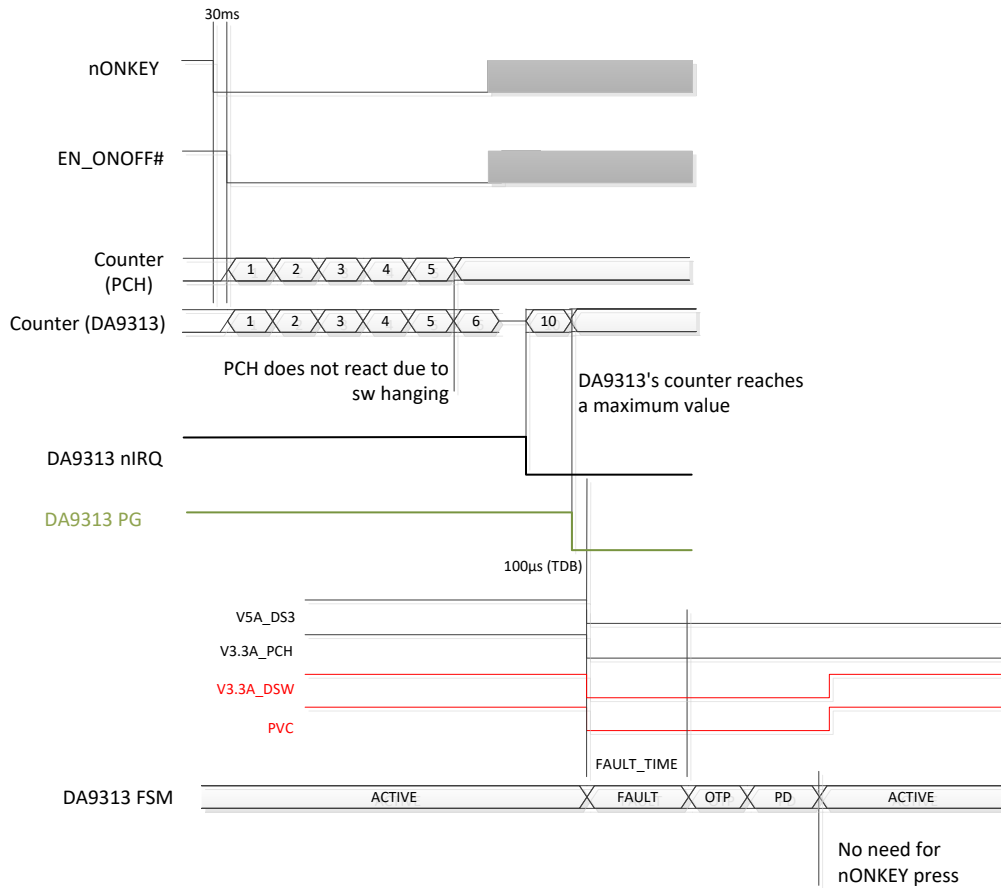 30ms
nONKEY
EN_ONOFF#
Counter
(PCH)
1 2 3 4 5
Counter (DA9313)
1 2 3 4 5 6 10
PCH does not react due to
sw hanging
DA9313's counter reaches
a maximum value
DA9313 nIRQ
DA9313 PG
100µs (TDB)
V5A_DS3
V3.3A_PCH
V3.3A_DSW
PVC
FAULT_TIME
DA9313 FSM
ACTIVE FAULT OTP PD ACTIVE
No need for
nONKEY press